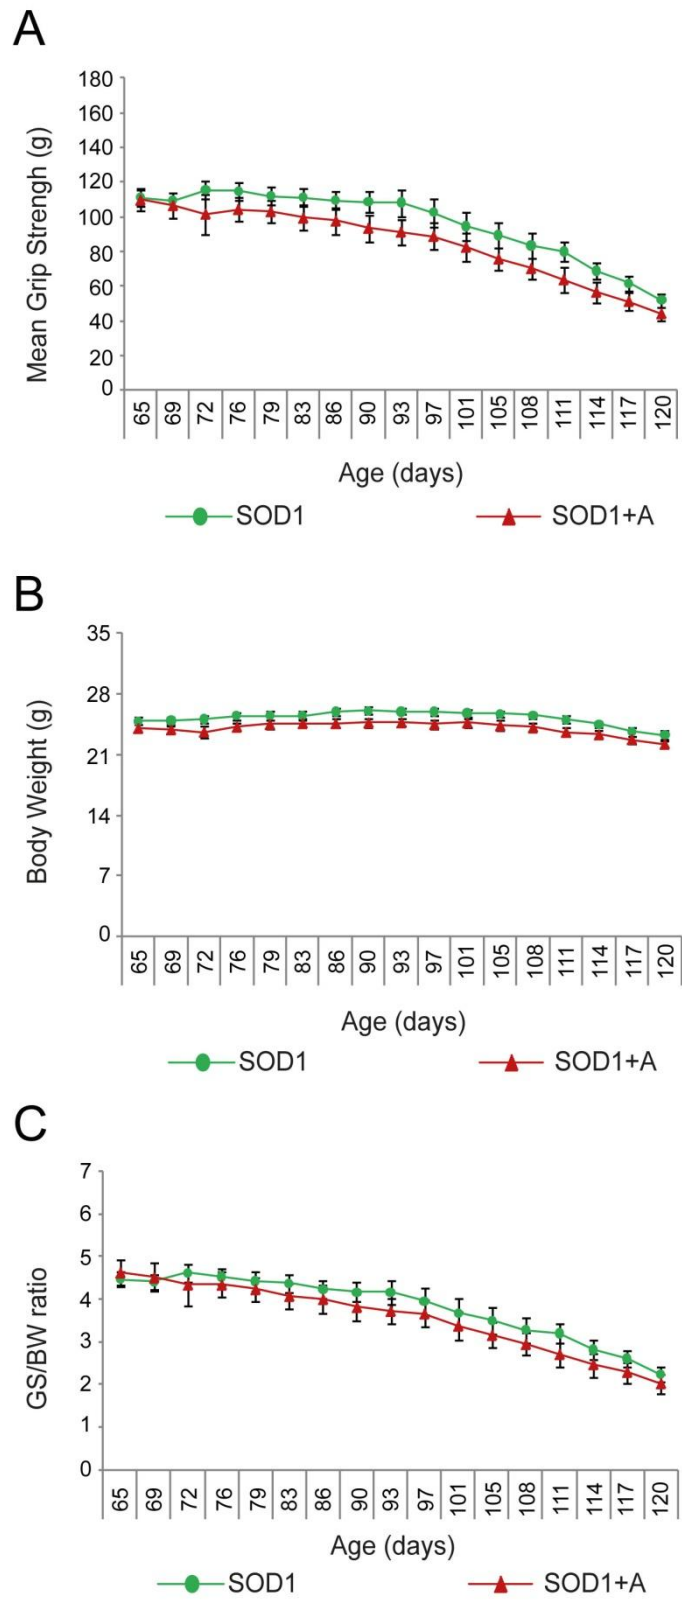 A
180
160
140
120
100
80
60
40
20
0
Mean Grip Strengh (g)
65 69 72 76 79 83 86 90 93 97 101 105 108 111 114 117 120
Age (days)
SOD1 SOD1+A
B
35
28
21
14
7
0
Body Weight (g)
65 69 72 76 79 83 86 90 93 97 101 105 108 111 114 117 120
Age (days)
SOD1 SOD1+A
C
7
6
5
4
3
2
1
0
GS/BW ratio
65 69 72 76 79 83 86 90 93 97 101 105 108 111 114 117 120
Age (days)
SOD1 SOD1+A